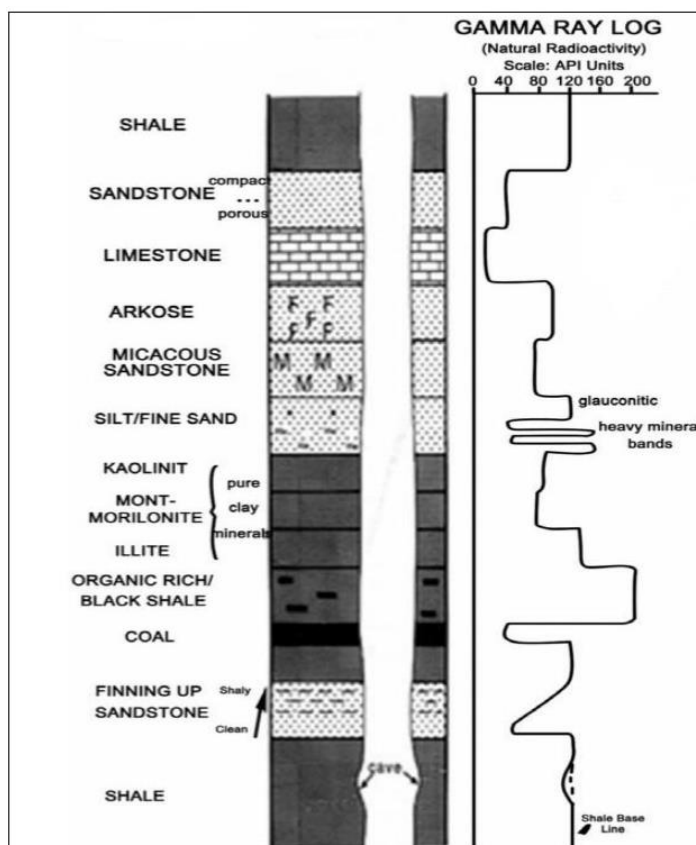 GAMMA RAY LOG
(Natural Radioactivity)
Scale: API Units
0 40 80 120 160 200
SHALE
SANDSTONE
compact
porous
LIMESTONE
ARKOSE
F F
F
F F
MICACOUS
SANDSTONE
M M
M M
glauconitic
SILT/FINE SAND
heavy minera
bands
KAOLINIT
pure
MONT-
MORILONITE
clay
minerals
ILLITE
ORGANIC RICH/
BLACK SHALE
COAL
FINNING UP
SANDSTONE
Shaly
Clean
cave
SHALE
Shale Base
Line